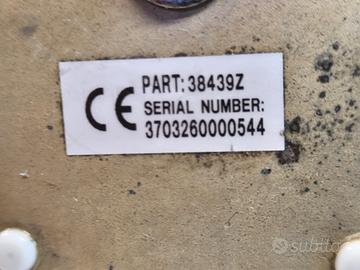 CE
PART: 38439Z
SERIAL NUMBER:
3703260000544
subito